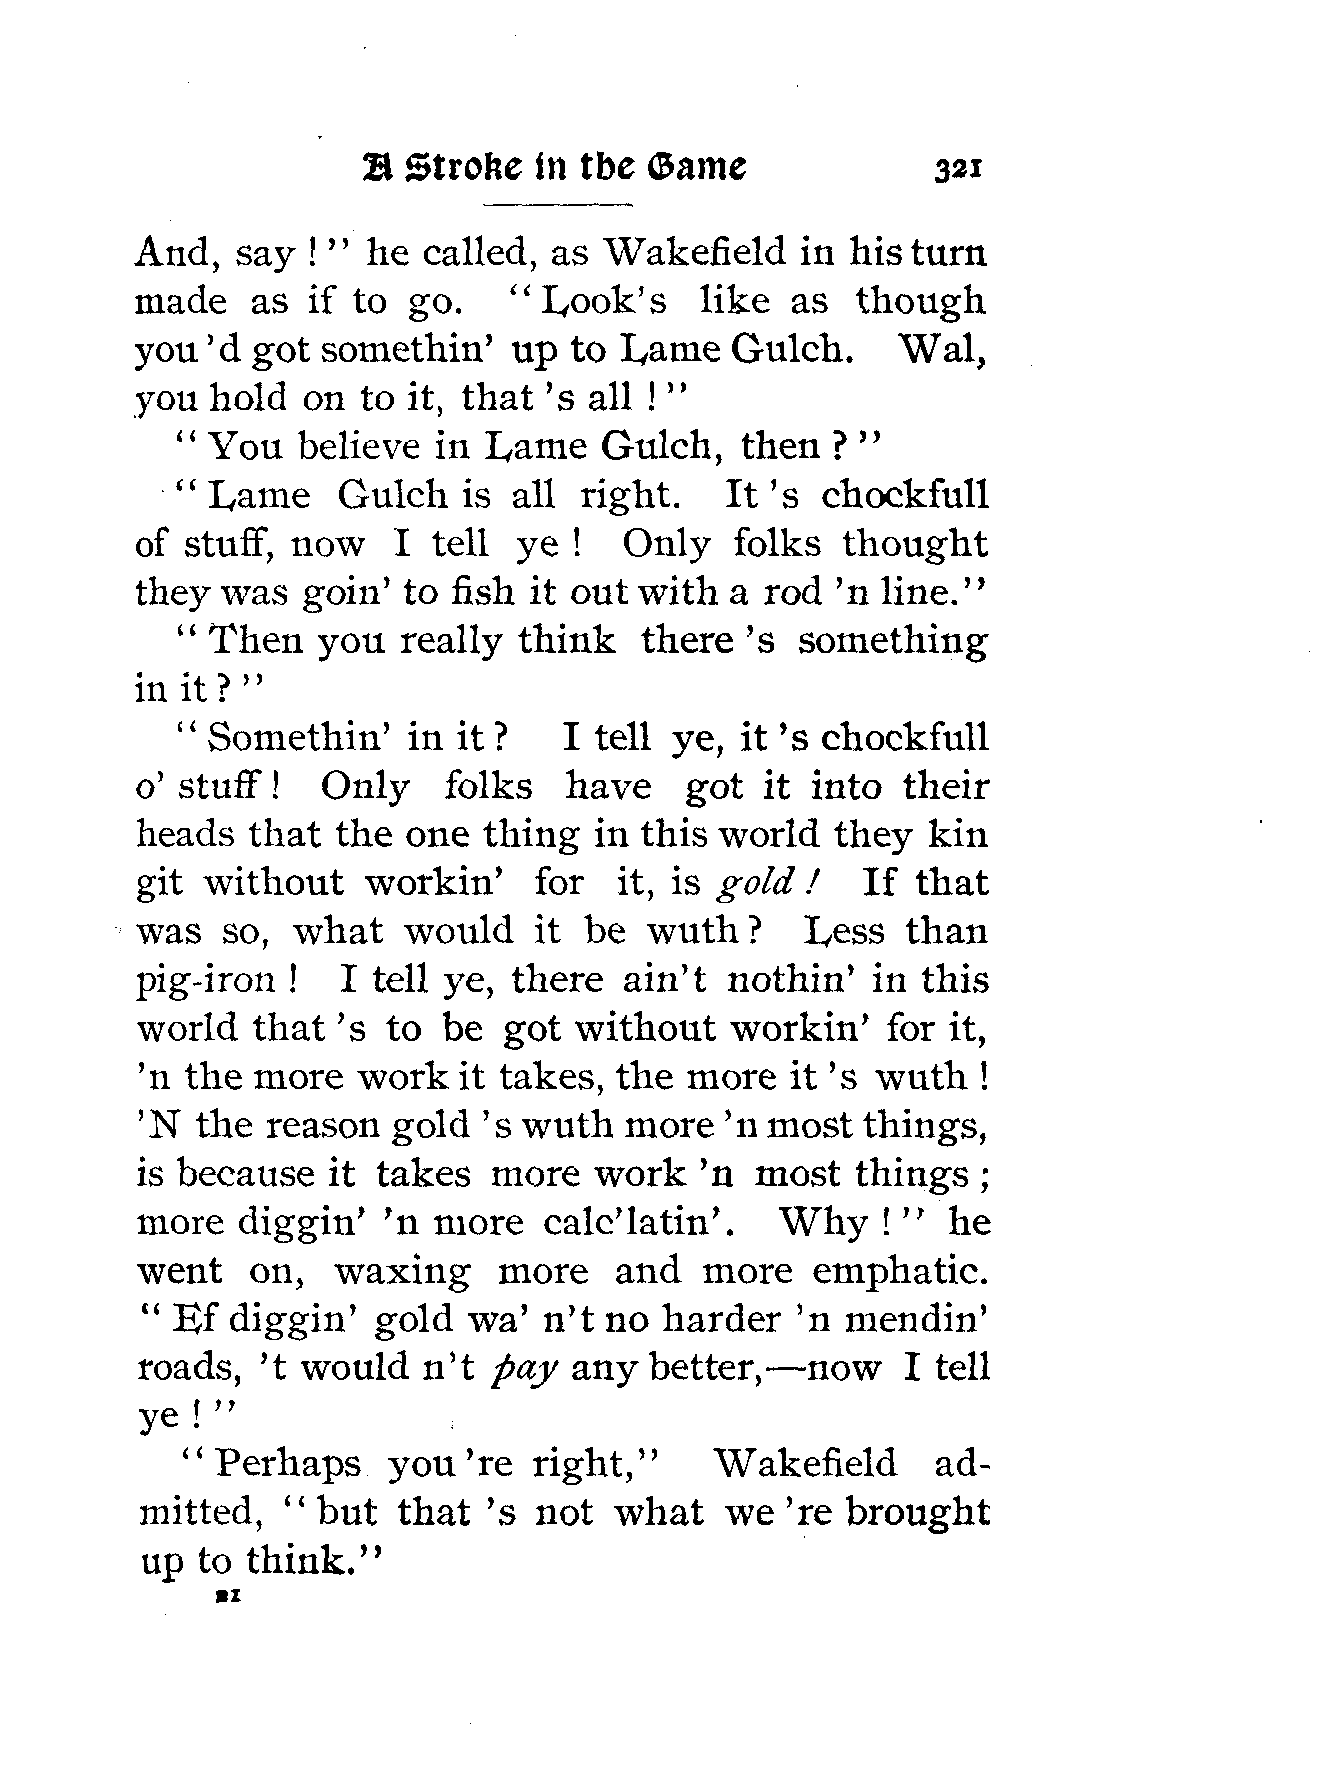 A Stroke in the Game 321
And, say ! " he called, as Wakefield in his turn
made as if to go. " Look's like as though
you 'd got somethin' up to Lame Gulch. Wal,
you hold on to it, that 's all ! "
" You believe in Lame Gulch, then ? "
" Lame Gulch is all right. It 's chockfull
of stuff, now I tell ye ! Only folks thought
they was goin' to fish it out with a rod 'n line."
" Then you really think there 's something
in it ? "
" Somethin' in it ? I tell ye, it 's chockfull
o' stuff ! Only folks have got it into their
heads that the one thing in this world they kin
git without workin' for it, is gold ! If that
was so, what would it be wuth ? Less than
pig-iron ! I tell ye, there ain't nothin' in this
world that 's to be got without workin' for it,
'n the more work it takes, the more it 's wuth !
'N the reason gold 's wuth more 'n most things,
is because it takes more work 'n most things ;
more diggin' 'n more calc'latin'. Why ! " he
went on, waxing more and more emphatic.
" Ef diggin' gold wa' n't no harder 'n mendin'
roads, 't would n't pay any better,—now I tell
ye ! "
" Perhaps you 're right," Wakefield ad-
mitted, " but that 's not what we 're brought
up to think."
21